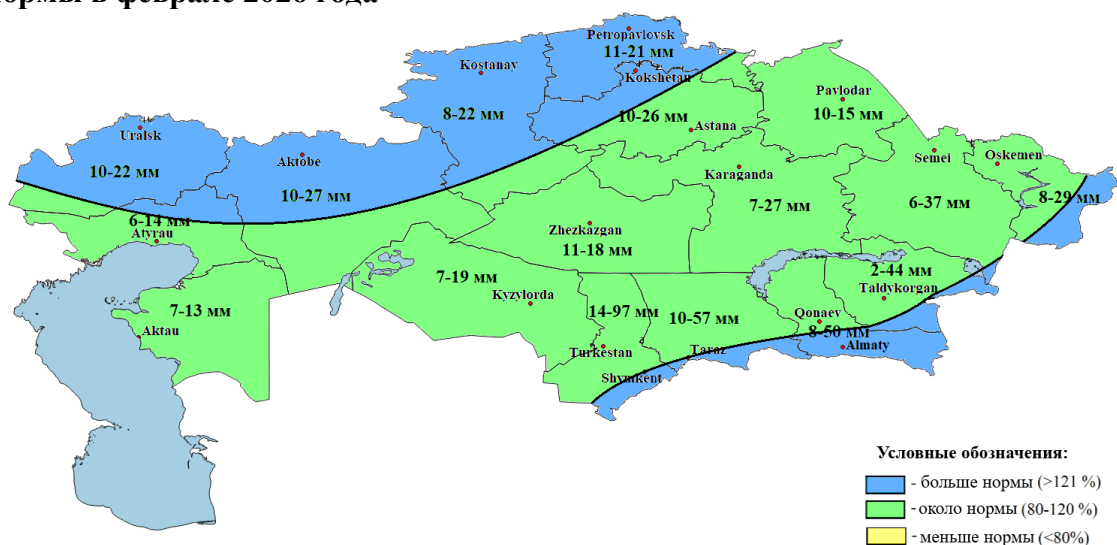 нормы в феврале 2026 года
Petropavlovsk
11-21 мм
Kostanay
Kokshetau
Pavlodar
8-22 мм
10-26 мм
10-15 мм
Uralsk
Astana
Aktobe
Semei
Oskemen
10-22 мм
10-27 мм
Karaganda
7-27 мм
6-37 мм
8-29 мм
6-14 мм
Atyrau
Zhezkazgan
11-18 мм
7-19 мм
2-44 мм
Taldykorgan
Kyzylorda
7-13 мм
14-97 мм
10-57 мм
Qonaev
8-50 мм
Aktau
Turkestan
Taraz
Almaty
Shymkent
Условные обозначения:
- больше нормы (>121 %)
- около нормы (80-120 %)
- меньше нормы (<80%)